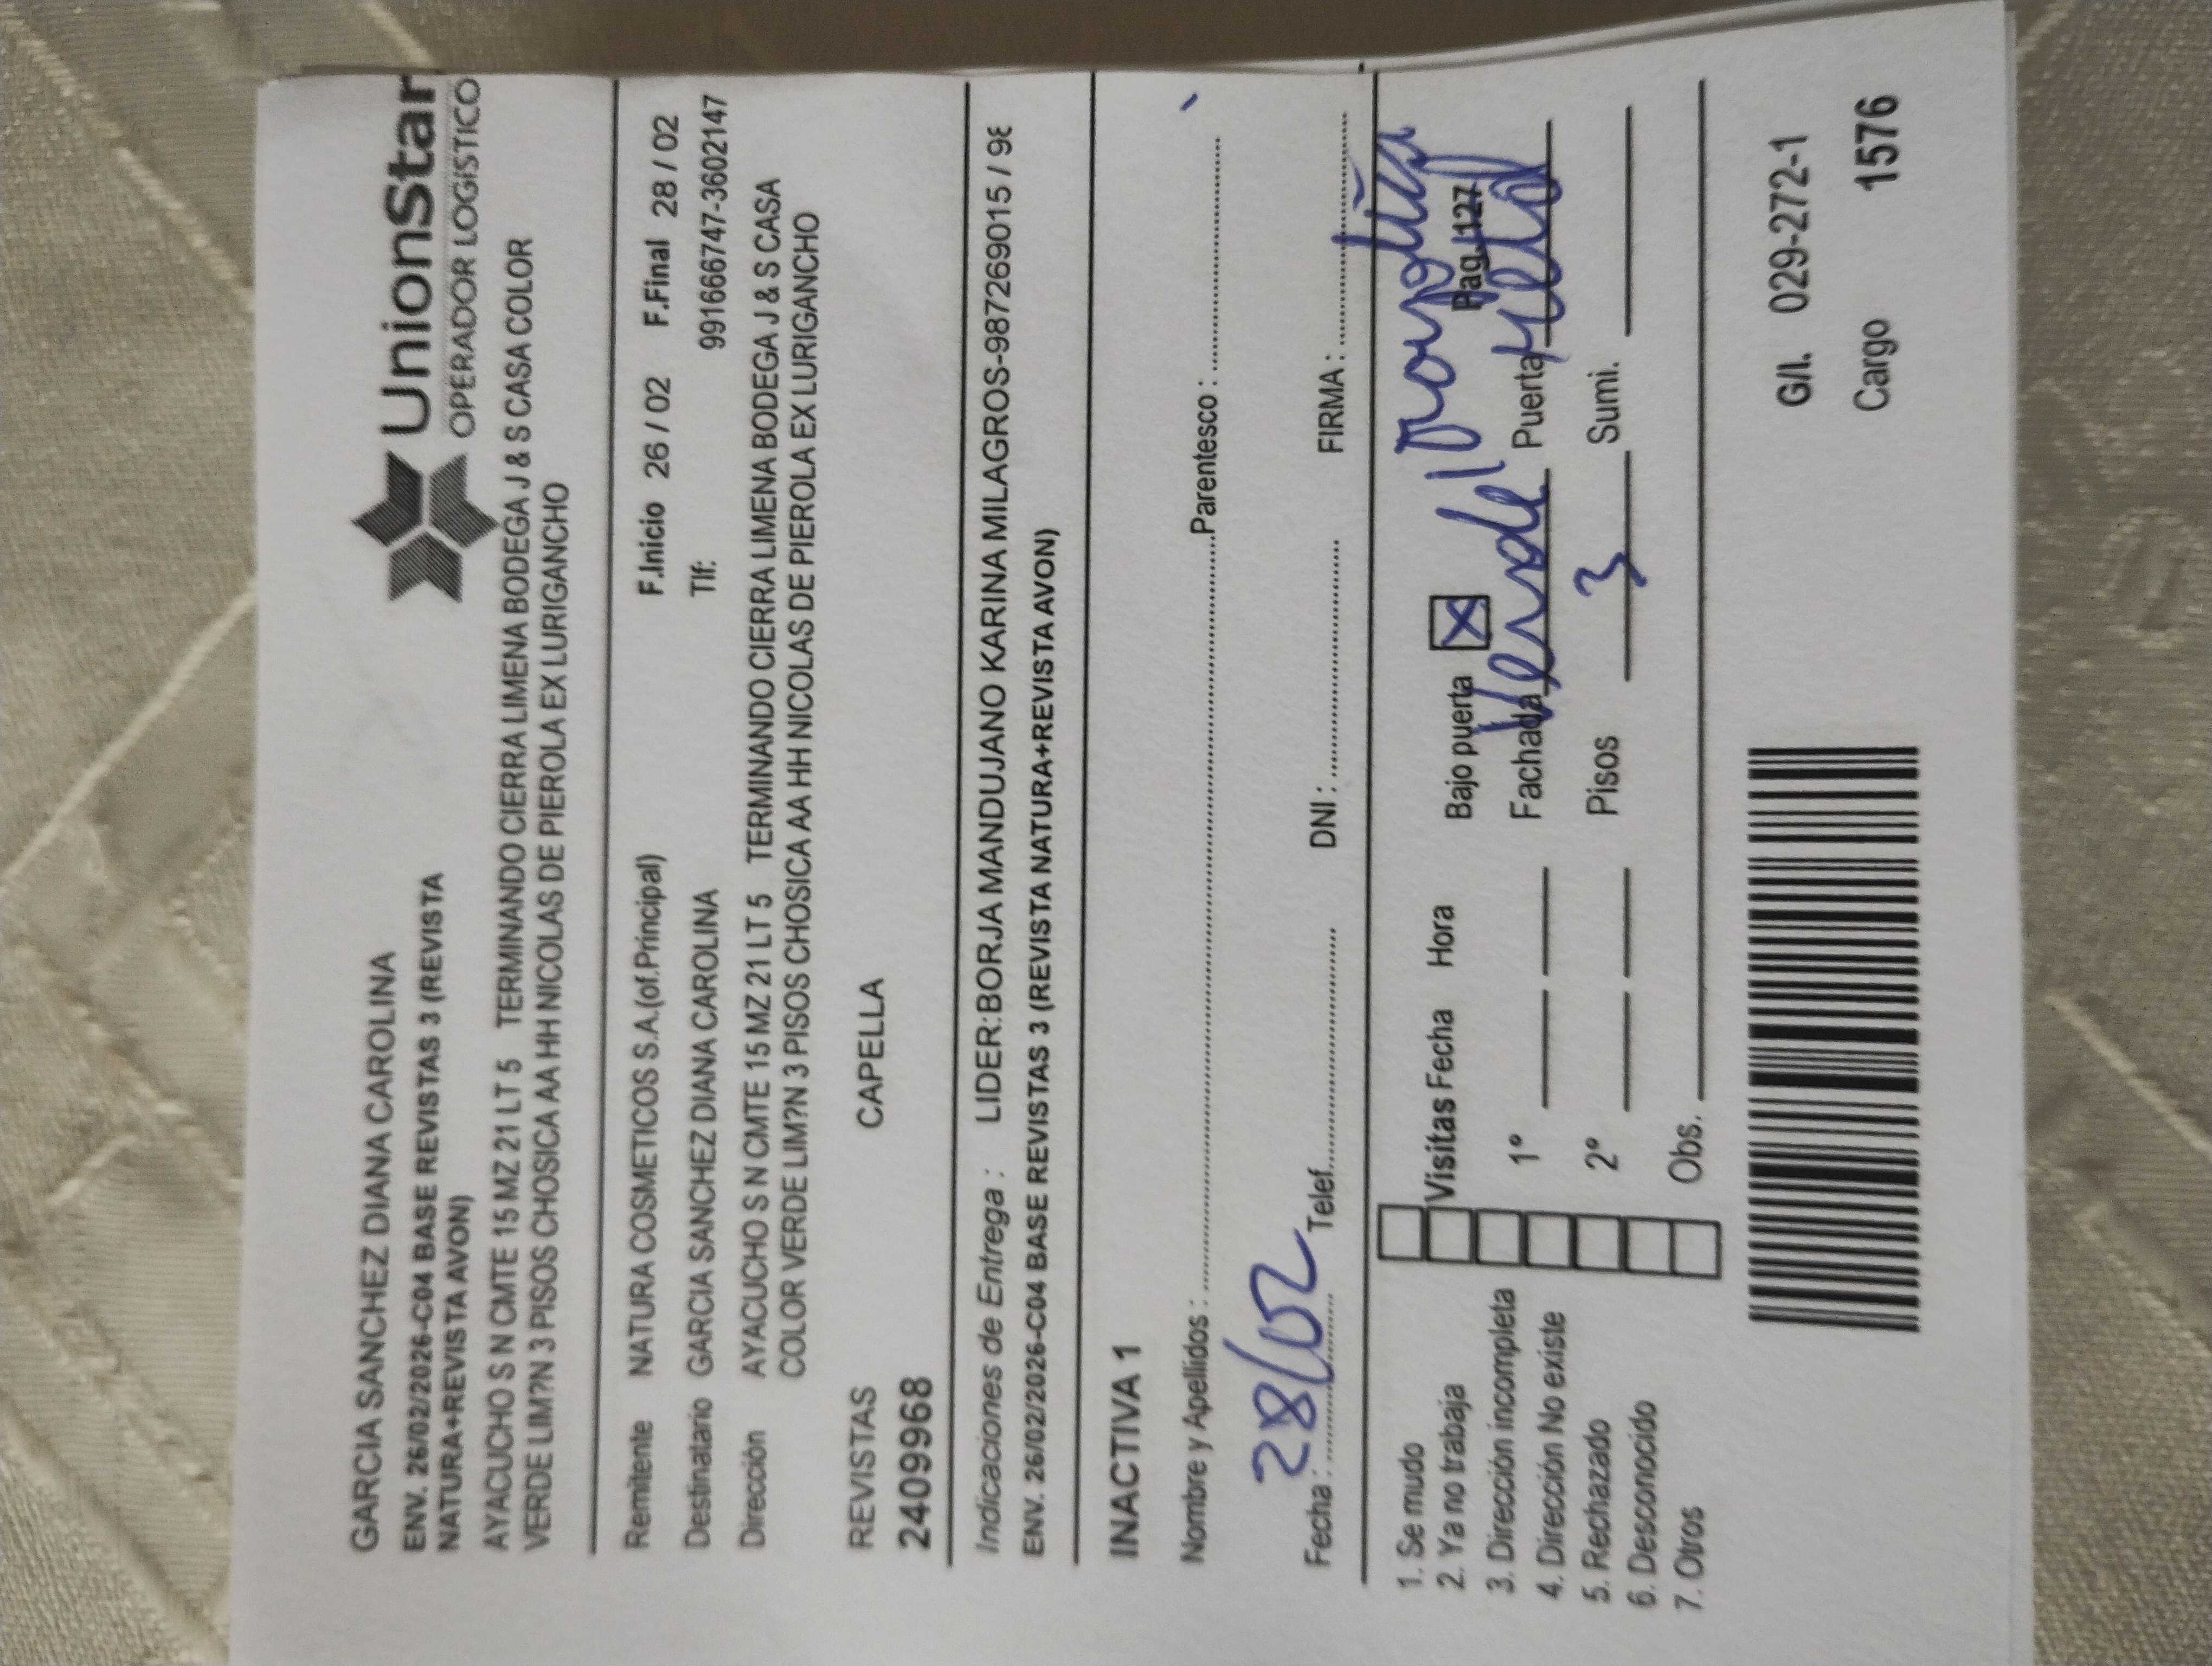 UnionStar
OPERADOR LOGISTICO
GARCIA SANCHEZ DIANA CAROLINA
ENV. 26/02/2026-C04 BASE REVISTAS 3 (REVISTA
NATURA+REVISTA AVON)
AYACUCHO S N CMTE 15 MZ 21 LT 5 TERMINANDO CIERRA LIMENA BODEGA J & S CASA COLOR
VERDE LIM?N 3 PISOS CHOSICA AA HH NICOLAS DE PIEROLA EX LURIGANCHO
Remitente NATURA COSMETICOS S.A.(of.Principal) F.Inicio 26 / 02 F.Final 28 / 02
Destinatario GARCIA SANCHEZ DIANA CAROLINA Tlf: 991666747-3602147
Dirección AYACUCHO S N CMTE 15 MZ 21 LT 5 TERMINANDO CIERRA LIMENA BODEGA J & S CASA
COLOR VERDE LIM?N 3 PISOS CHOSICA AA HH NICOLAS DE PIEROLA EX LURIGANCHO
REVISTAS CAPELLA
24099968
Indicaciones de Entrega : LIDER:BORJA MANDUJANO KARINA MILAGROS-987269015 / 98
ENV. 26/02/2026-C04 BASE REVISTAS 3 (REVISTA NATURA+REVISTA AVON)
INACTIVA 1
Nombre y Apellidos : Parentesco :
Fecha : 28/02 Telef. DNI : FIRMA :
1. Se mudo
2. Ya no trabaja Visitas Fecha Hora Bajo puerta X Pag. 127
3. Dirección incompleta 1º Fachada Verde Puerta Metal
4. Dirección No existe
5. Rechazado 2º Pisos 3 Sumi.
6. Desconocido
7. Otros Obs.
G/I. 029-272-1
Cargo 1576